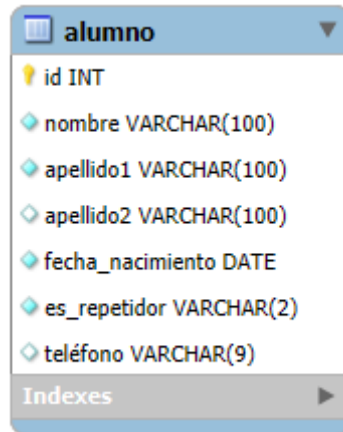 alumno
id INT
nombre VARCHAR(100)
apellido1 VARCHAR(100)
apellido2 VARCHAR(100)
fecha_nacimiento DATE
es_repetidor VARCHAR(2)
teléfono VARCHAR(9)
Indexes